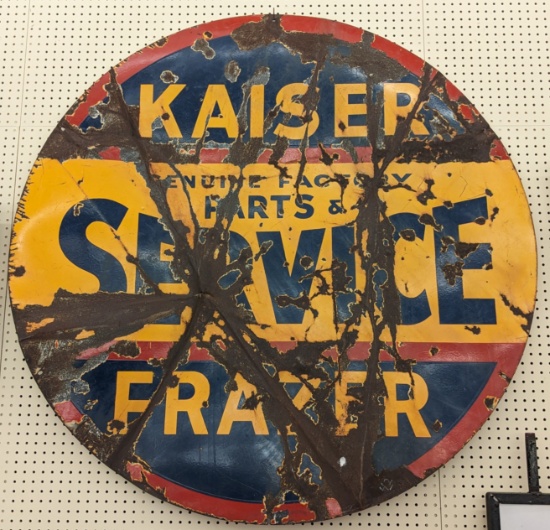 KAISER
GENUINE FACTORY
PARTS &
SERVICE
FRAZER